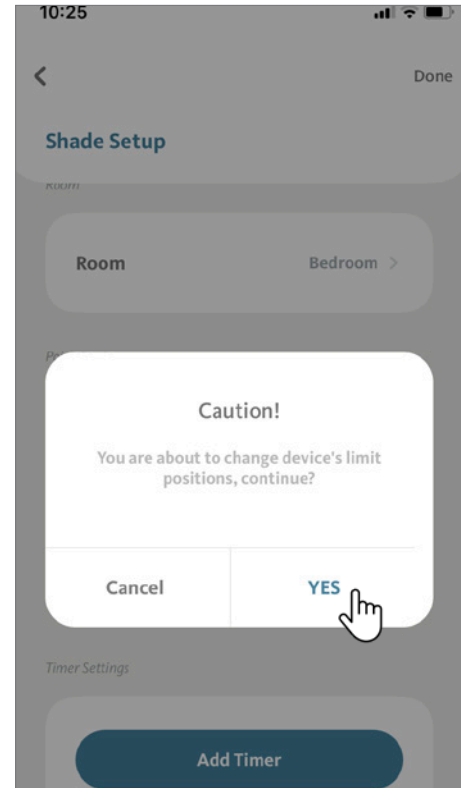 10:25
Done
Shade Setup
Room
Room
Bedroom
Caution!
You are about to change device's limit
positions, continue?
Cancel
YES
Timer Settings
Add Timer